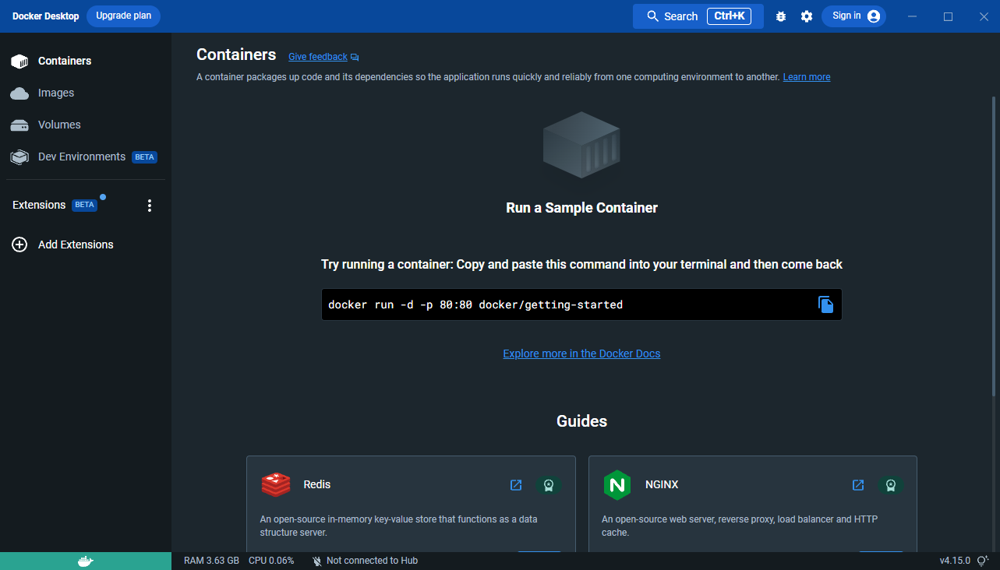 Docker Desktop Upgrade plan Search Ctrl+K Sign in
Containers
Images
Volumes
Dev Environments BETA
Extensions BETA
Add Extensions
Containers Give feedback
A container packages up code and its dependencies so the application runs quickly and reliably from one computing environment to another. Learn more
Run a Sample Container
Try running a container: Copy and paste this command into your terminal and then come back
docker run -d -p 80:80 docker/getting-started
Explore more in the Docker Docs
Guides
Redis
An open-source in-memory key-value store that functions as a data
structure server.
NGINX
An open-source web server, reverse proxy, load balancer and HTTP
cache.
RAM 3.63 GB CPU 0.06% Not connected to Hub v4.15.0